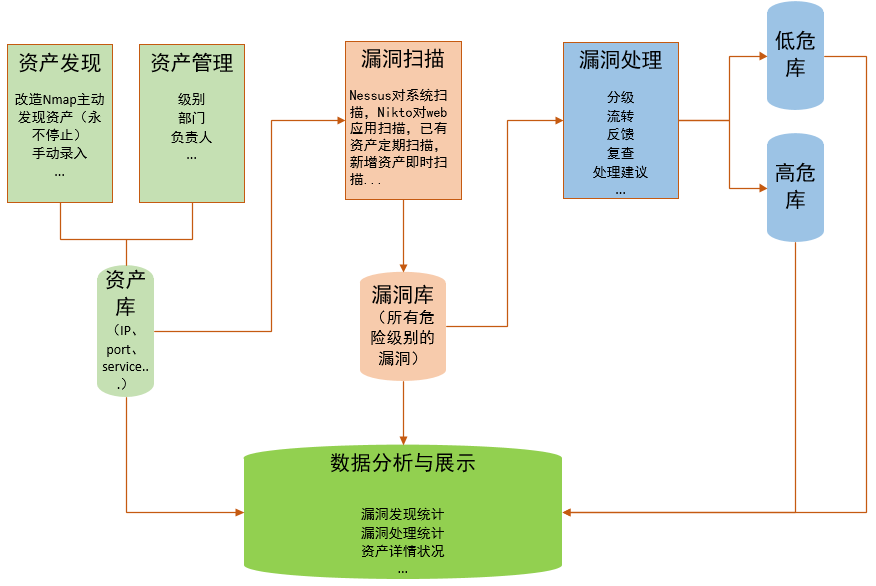 资产发现
改造Nmap主动
发现资产（永
不停止）
手动录入
...
资产管理
级别
部门
负责人
...
漏洞扫描
Nessus对系统扫
描，Nikto对web
应用扫描，已有
资产定期扫描，
新增资产即时扫
描...
漏洞处理
分级
流转
反馈
复查
处理建议
...
低危
库
高危
库
资产
库
（IP、
port、
service..
.）
漏洞库
（所有危
险级别的
漏洞）
数据分析与展示
漏洞发现统计
漏洞处理统计
资产详情状况
...